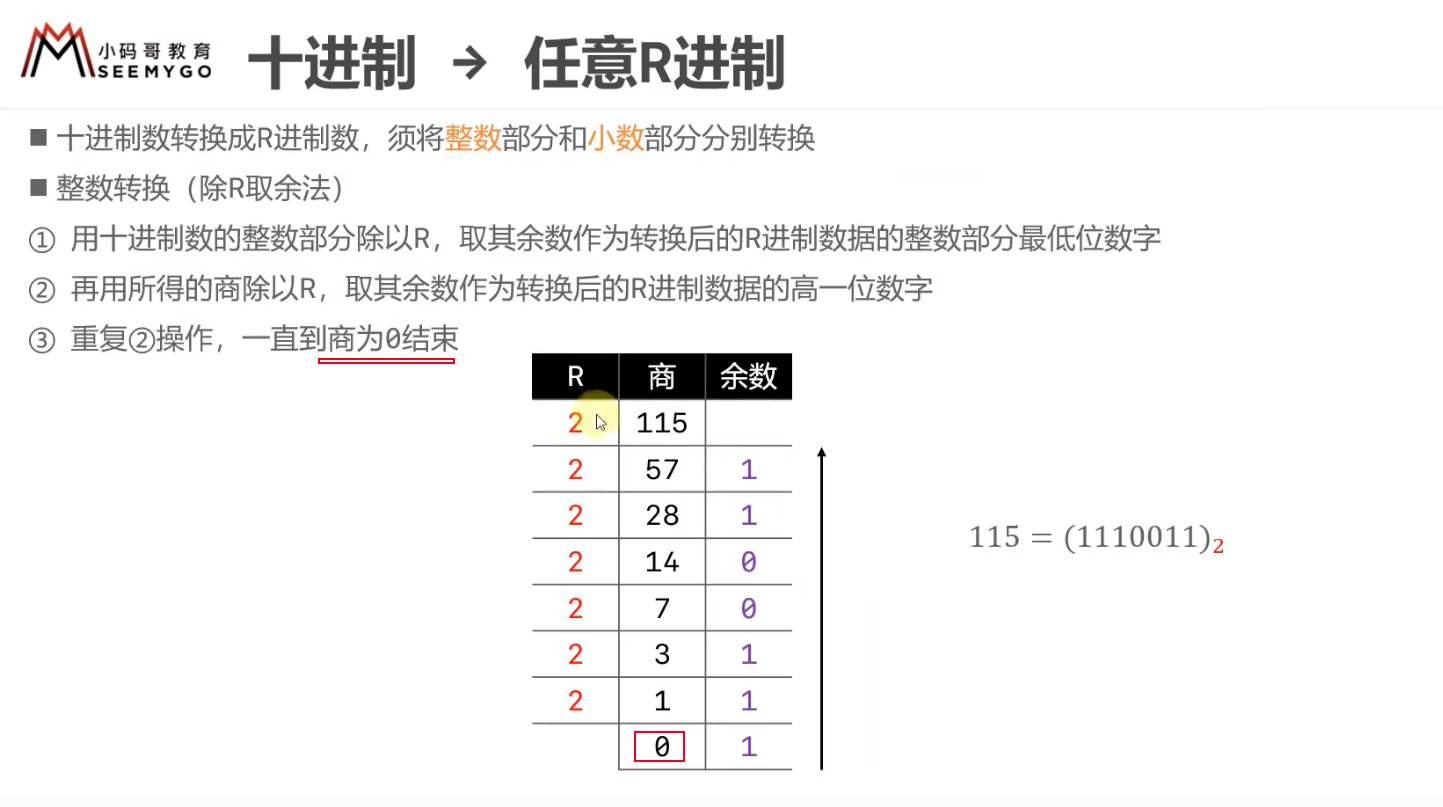 小码哥教育
SEEMYGO
十进制 → 任意R进制
■ 十进制数转换成R进制数，须将整数部分和小数部分分别转换
■ 整数转换（除R取余法）
① 用十进制数的整数部分除以R，取其余数作为转换后的R进制数据的整数部分最低位数字
② 再用所得的商除以R，取其余数作为转换后的R进制数据的高一位数字
③ 重复②操作，一直到商为0结束
R 商 余数
2 115
2 57 1
2 28 1
2 14 0
2 7 0
2 3 1
2 1 1
0 1
115 = (1110011)₂